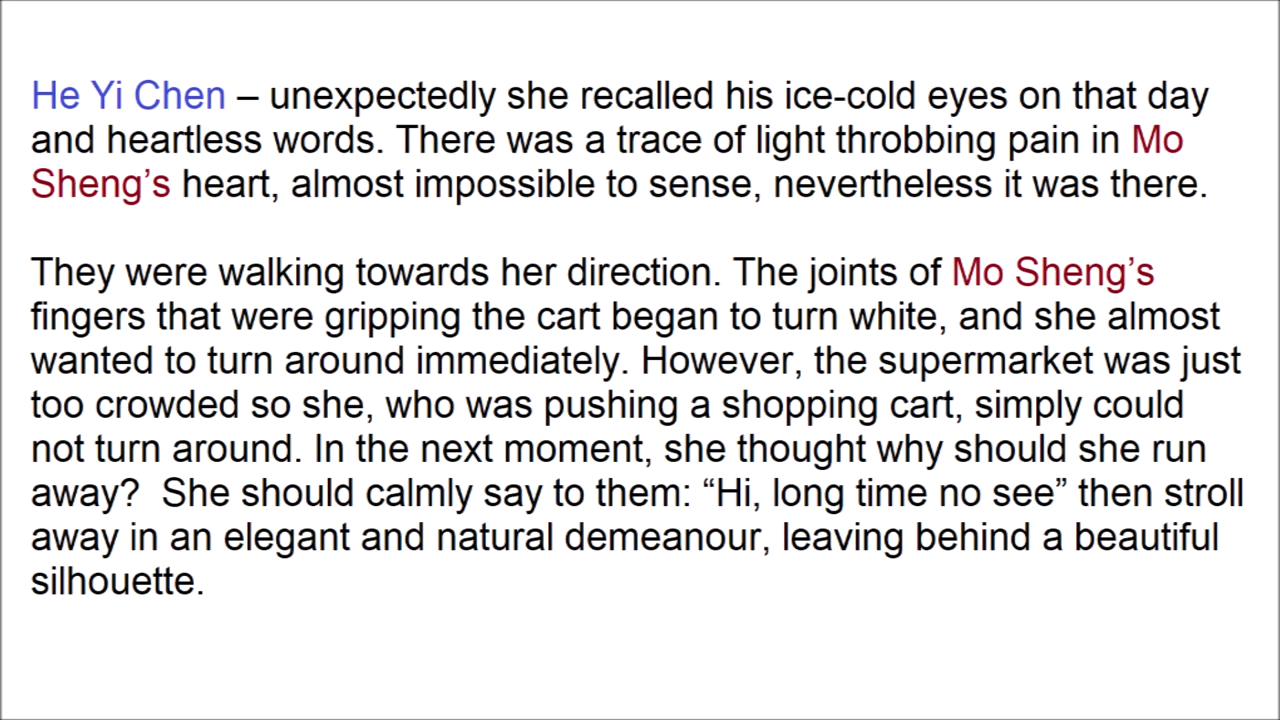 He Yi Chen – unexpectedly she recalled his ice-cold eyes on that day
and heartless words. There was a trace of light throbbing pain in Mo
Sheng’s heart, almost impossible to sense, nevertheless it was there.
They were walking towards her direction. The joints of Mo Sheng’s
fingers that were gripping the cart began to turn white, and she almost
wanted to turn around immediately. However, the supermarket was just
too crowded so she, who was pushing a shopping cart, simply could
not turn around. In the next moment, she thought why should she run
away?  She should calmly say to them: “Hi, long time no see” then stroll
away in an elegant and natural demeanour, leaving behind a beautiful
silhouette.